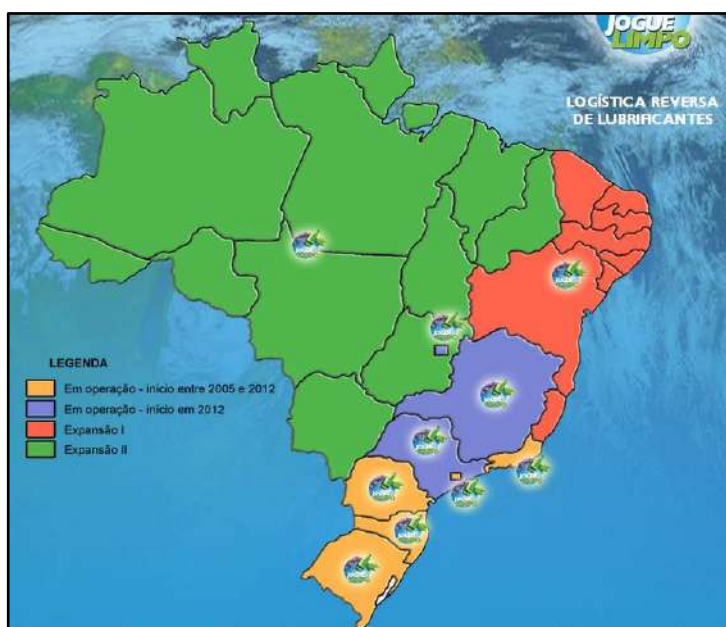 JOGUE
LIMPO
LOGÍSTICA REVERSA
DE LUBRIFICANTES
LEGENDA
Em operação - início entre 2005 e 2012
Em operação - início em 2012
Expansão I
Expansão II